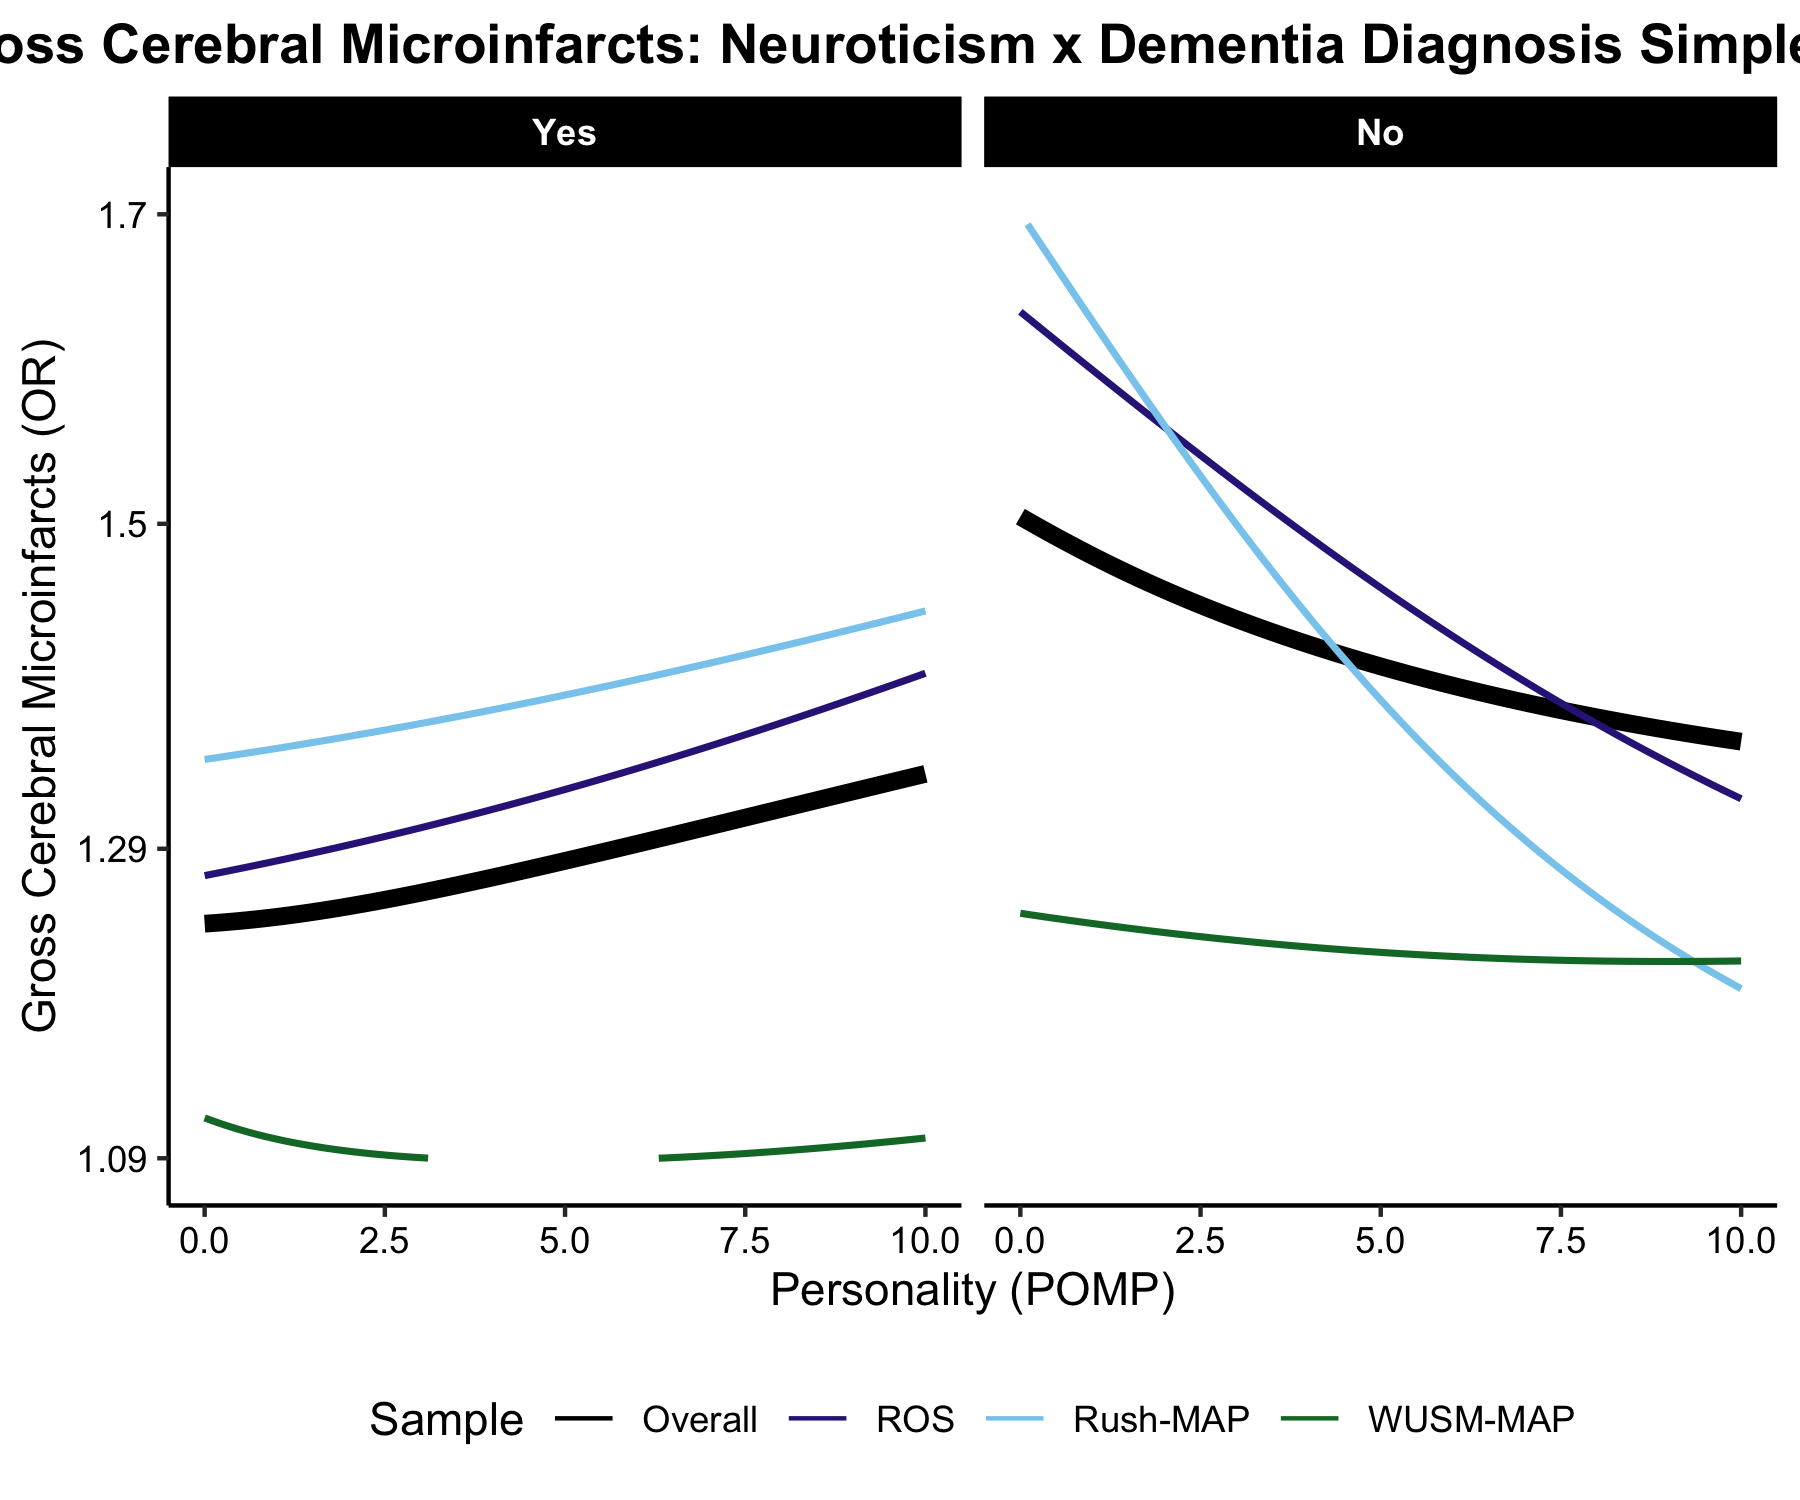 oss Cerebral Microinfarcts: Neuroticism x Dementia Diagnosis Simple
Yes
No
Gross Cerebral Microinfarcts (OR)
1.7
1.5
1.29
1.09
0.0 2.5 5.0 7.5 10.0
0.0 2.5 5.0 7.5 10.0
Personality (POMP)
Sample Overall ROS Rush-MAP WUSM-MAP